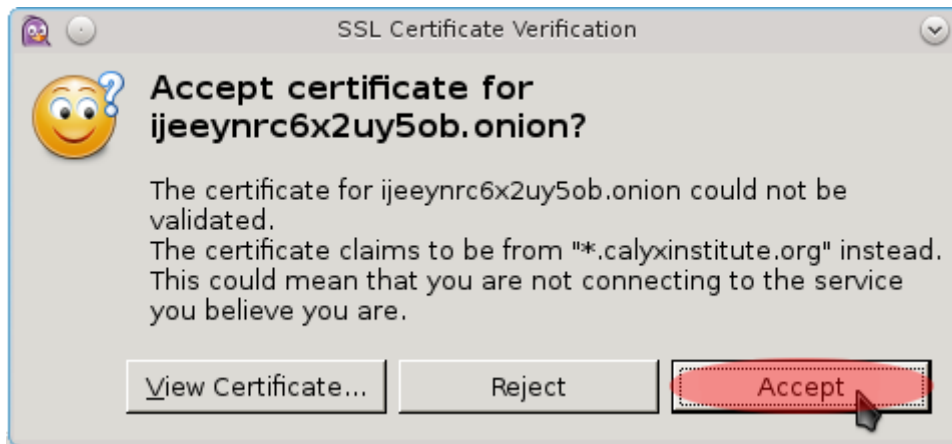 SSL Certificate Verification
Accept certificate for
ijeeynrc6x2uy5ob.onion?
The certificate for ijeeynrc6x2uy5ob.onion could not be
validated.
The certificate claims to be from "*.calyxinstitute.org" instead.
This could mean that you are not connecting to the service
you believe you are.
View Certificate... Reject Accept